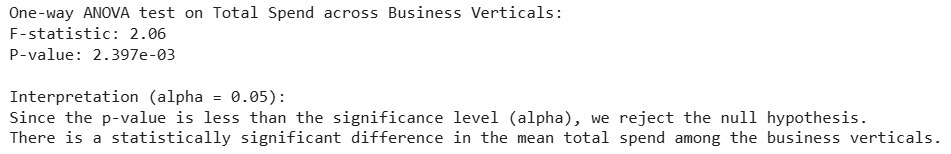 One-way ANOVA test on Total Spend across Business Verticals:
F-statistic: 2.06
P-value: 2.397e-03
Interpretation (alpha = 0.05):
Since the p-value is less than the significance level (alpha), we reject the null hypothesis.
There is a statistically significant difference in the mean total spend among the business verticals.